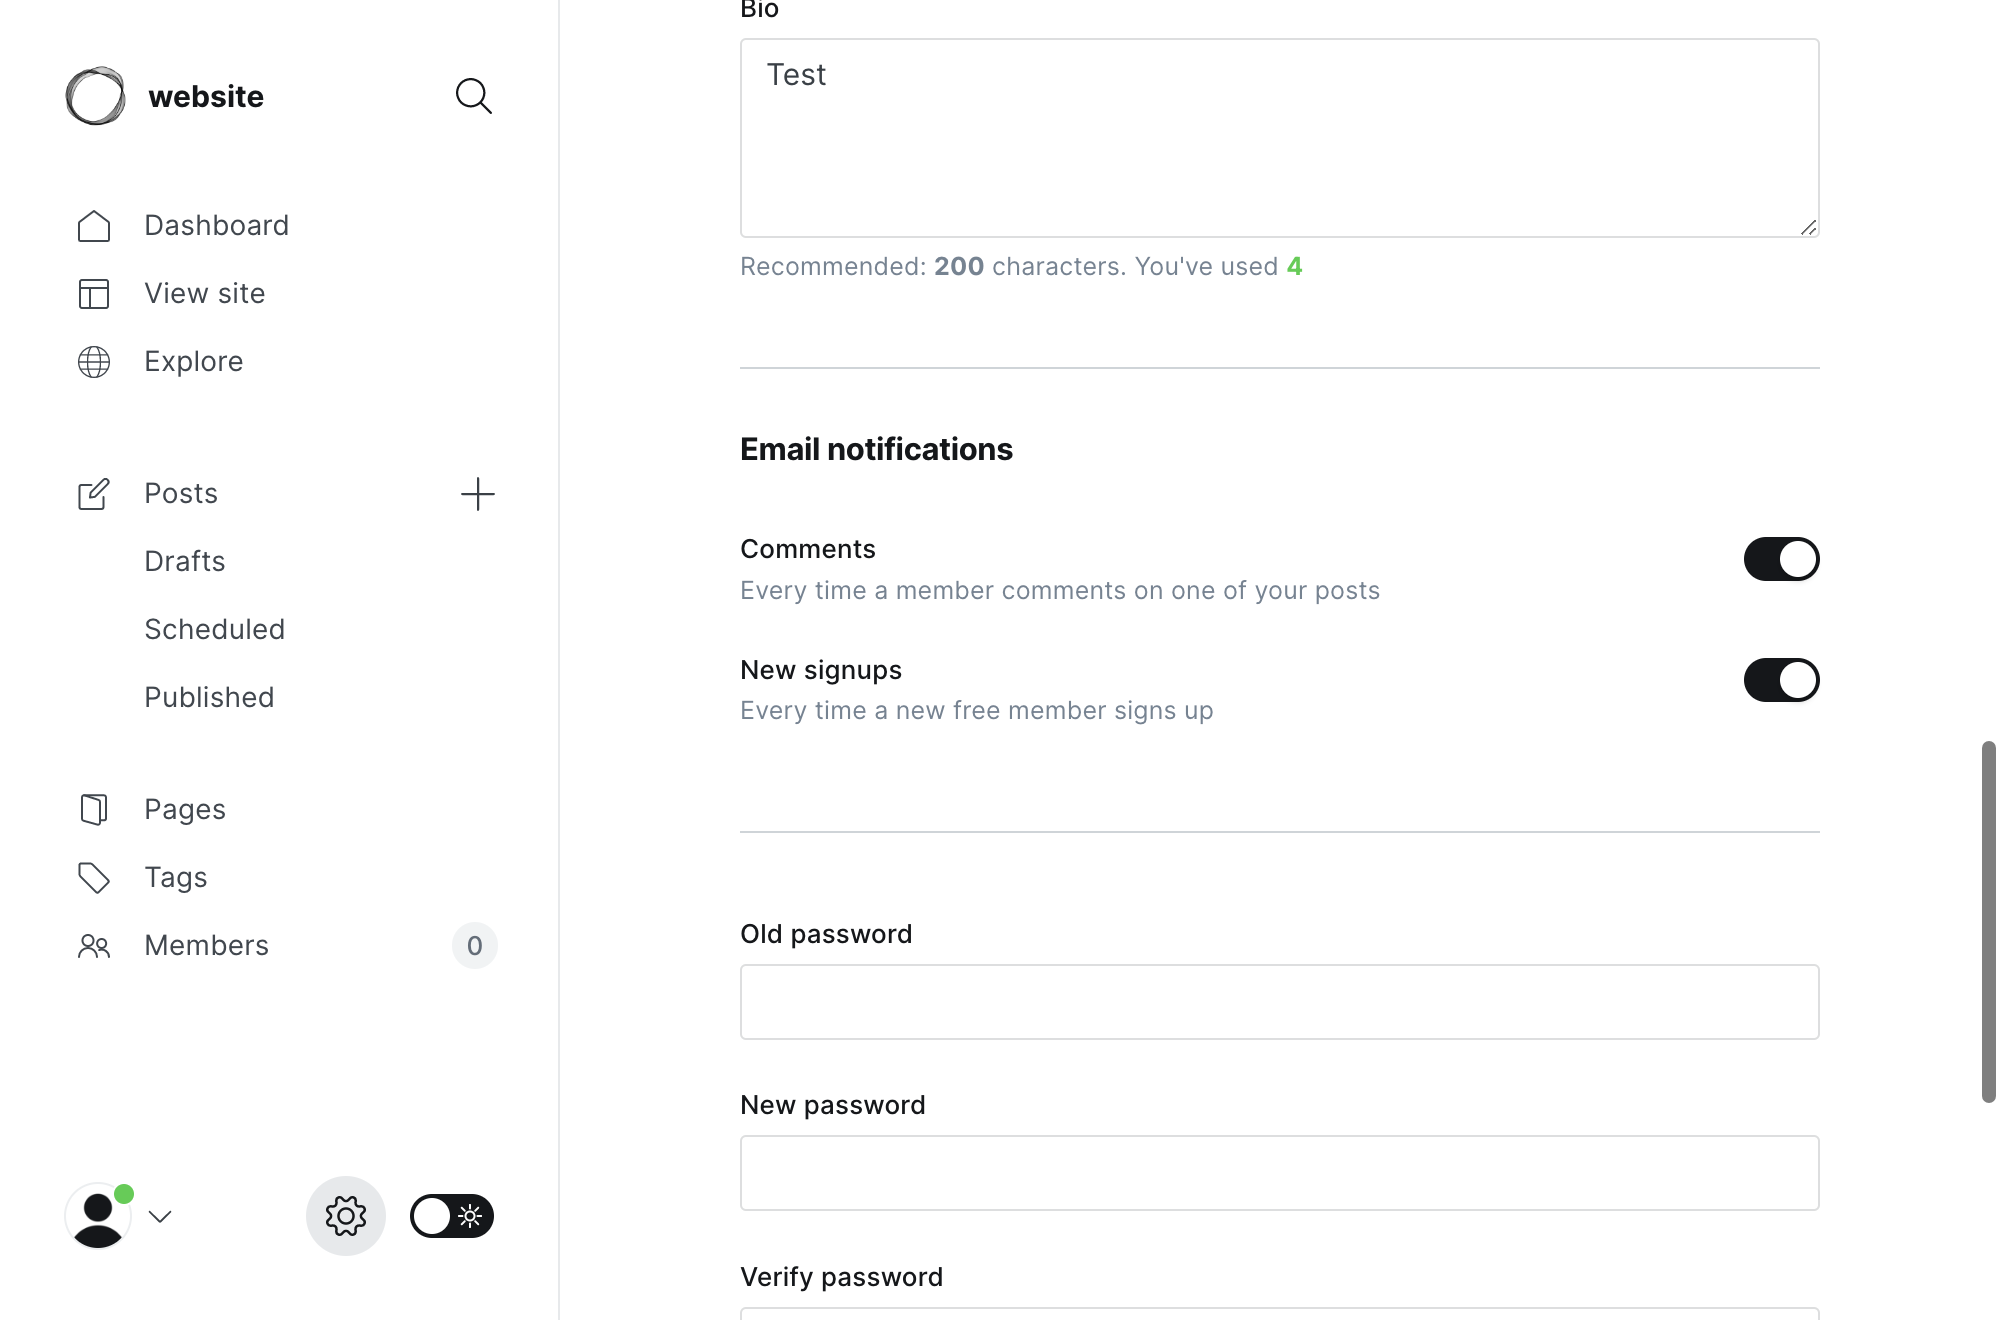 website
Dashboard
View site
Explore
Posts
Drafts
Scheduled
Published
Pages
Tags
Members 0
Bio
Test
Recommended: 200 characters. You've used 4
Email notifications
Comments
Every time a member comments on one of your posts
New signups
Every time a new free member signs up
Old password
New password
Verify password